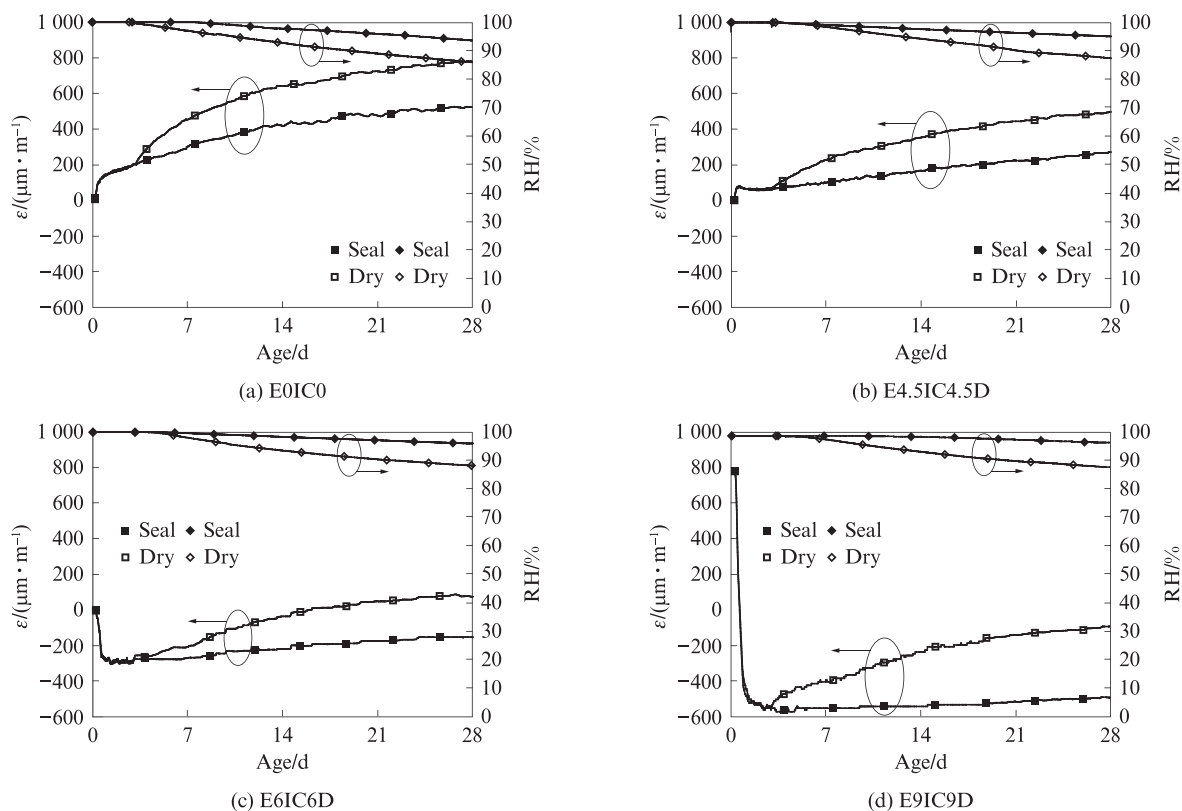 1 000
800
600
400
200
0
−200
−400
−600
ε/(μm · m⁻¹)
100
90
80
70
60
50
40
30
20
10
0
RH/%
Seal Seal
Dry Dry
0 7 14 21 28
Age/d
(a) E0IC0
1 000
800
600
400
200
0
−200
−400
−600
ε/(μm · m⁻¹)
100
90
80
70
60
50
40
30
20
10
0
RH/%
Seal Seal
Dry Dry
0 7 14 21 28
Age/d
(b) E4.5IC4.5D
1 000
800
600
400
200
0
−200
−400
−600
ε/(μm · m⁻¹)
100
90
80
70
60
50
40
30
20
10
0
RH/%
Seal Seal
Dry Dry
0 7 14 21 28
Age/d
(c) E6IC6D
1 000
800
600
400
200
0
−200
−400
−600
ε/(μm · m⁻¹)
100
90
80
70
60
50
40
30
20
10
0
RH/%
Seal Seal
Dry Dry
0 7 14 21 28
Age/d
(d) E9IC9D